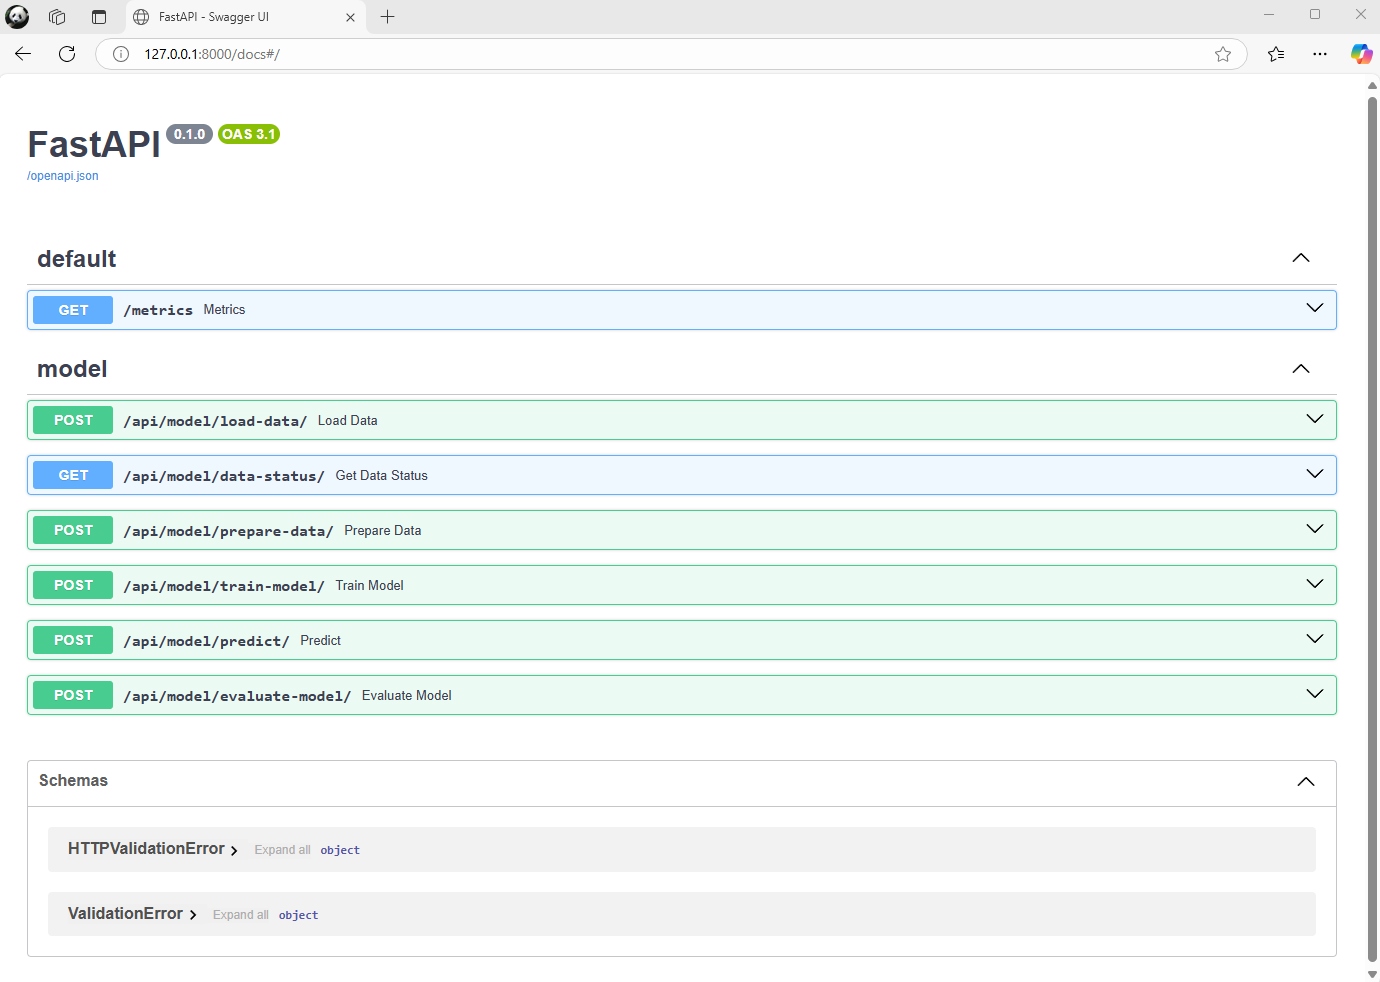 FastAPI - Swagger UI
127.0.0.1:8000/docs#/
FastAPI 0.1.0 OAS 3.1
/openapi.json
default
GET /metrics Metrics
model
POST /api/model/load-data/ Load Data
GET /api/model/data-status/ Get Data Status
POST /api/model/prepare-data/ Prepare Data
POST /api/model/train-model/ Train Model
POST /api/model/predict/ Predict
POST /api/model/evaluate-model/ Evaluate Model
Schemas
HTTPValidationError Expand all object
ValidationError Expand all object